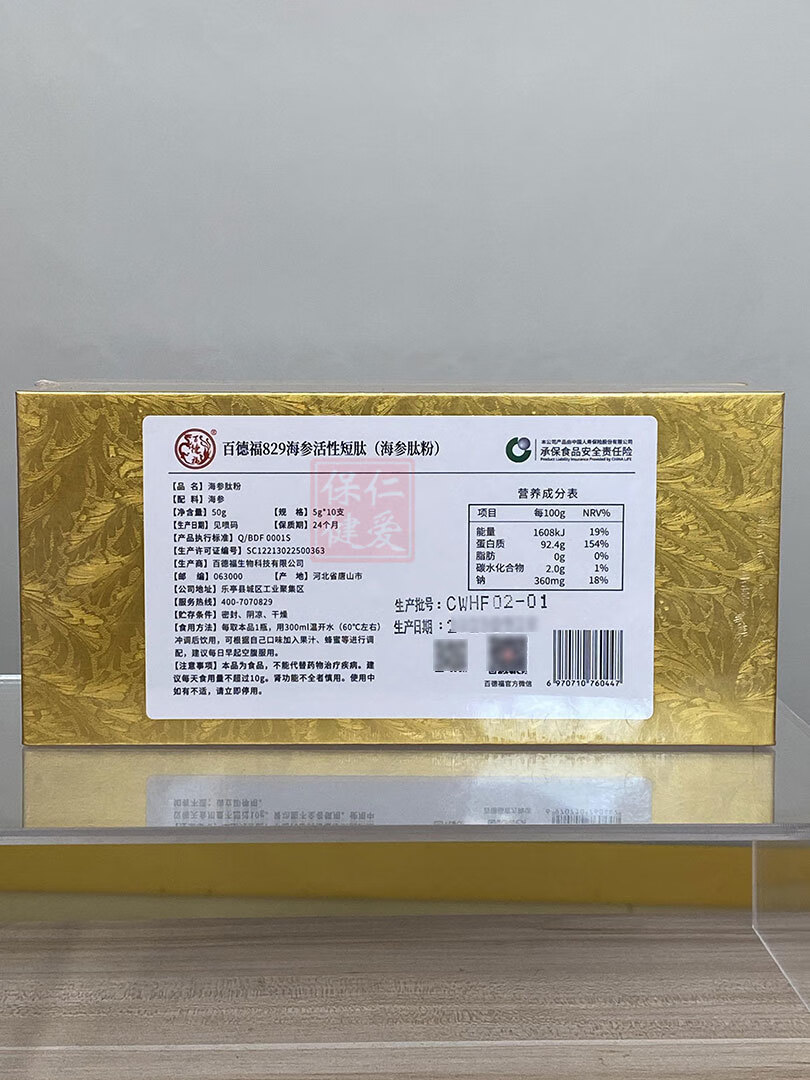 百德福829海参活性短肽（海参肽粉）
本公司产品由中国人寿保险股份有限公司
承保食品安全责任险
Product Liability Insurance Provided by CHINA LIFE
【品 名】海参肽粉
【配 料】海参
【净含量】50g 【规 格】5g*10支
【生产日期】见喷码 【保质期】24个月
【产品执行标准】Q/BDF 0001S
【生产许可证编号】SC12213022500363
【生产商】百德福生物科技有限公司
【邮 编】063000 【产 地】河北省唐山市
【公司地址】乐亭县城区工业聚集区
【服务热线】400-7070829
【贮存条件】密封、阴凉、干燥
【食用方法】每取本品1瓶，用300ml温开水（60℃左右）
冲调后饮用，可根据自己口味加入果汁、蜂蜜等进行调
配，建议每日早起空腹服用。
【注意事项】本品为食品，不能代替药物治疗疾病。建
议每天食用量不超过10g。肾功能不全者慎用。使用中
如有不适，请立即停用。
保仁
健爱
营养成分表
项目 每100g NRV%
能量 1608kJ 19%
蛋白质 92.4g 154%
脂肪 0g 0%
碳水化合物 2.0g 1%
钠 360mg 18%
生产批号：CWHF02-01
生产日期：2
百德福官方微信
6 970710 760447